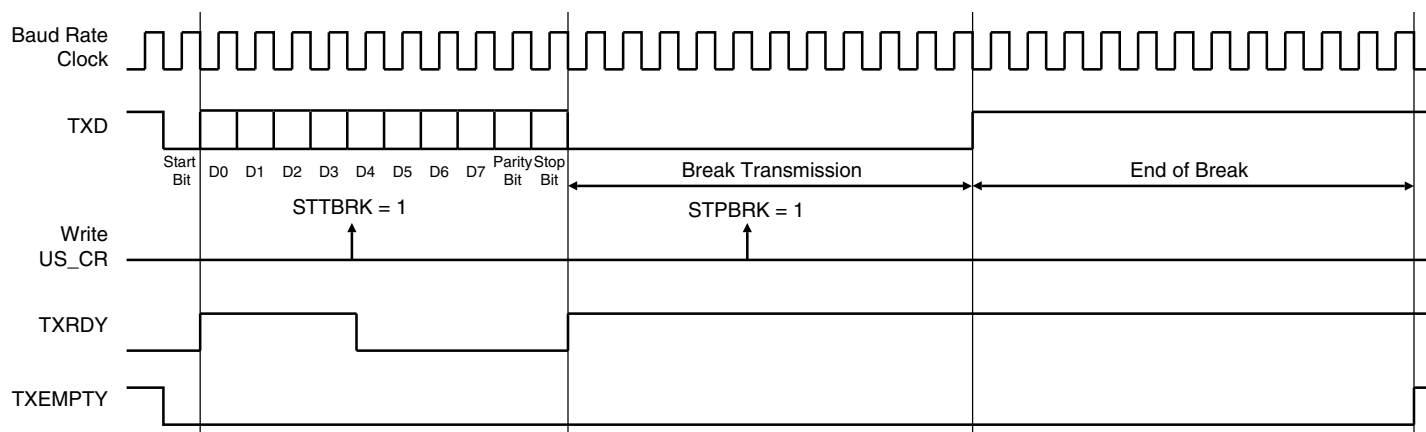 Baud Rate
Clock
TXD
Start
Bit
D0 D1 D2 D3 D4 D5 D6 D7
Parity
Bit
Stop
Bit
Break Transmission
End of Break
STTBRK = 1
STPBRK = 1
Write
US_CR
TXRDY
TXEMPTY